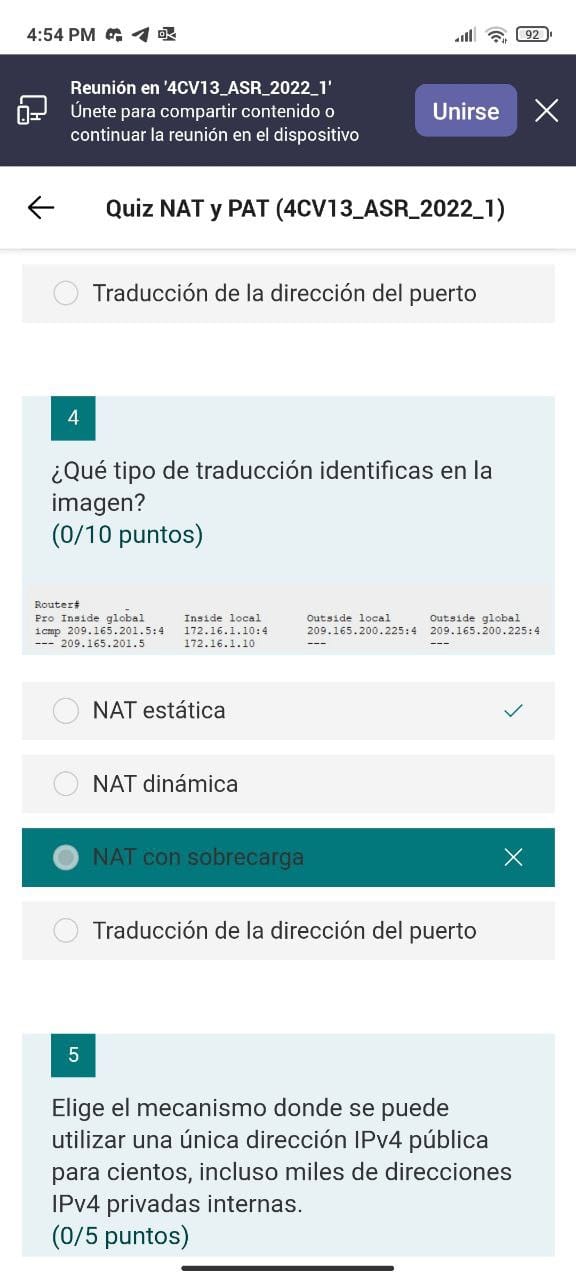 4:54 PM
92
Reunión en '4CV13_ASR_2022_1'
Únete para compartir contenido o
continuar la reunión en el dispositivo
Unirse
Quiz NAT y PAT (4CV13_ASR_2022_1)
Traducción de la dirección del puerto
4
¿Qué tipo de traducción identificas en la
imagen?
(0/10 puntos)
Router#
Pro Inside global Inside local Outside local Outside global
icmp 209.165.201.5:4 172.16.1.10:4 209.165.200.225:4 209.165.200.225:4
--- 209.165.201.5 172.16.1.10 --- ---
NAT estática
NAT dinámica
NAT con sobrecarga
Traducción de la dirección del puerto
5
Elige el mecanismo donde se puede
utilizar una única dirección IPv4 pública
para cientos, incluso miles de direcciones
IPv4 privadas internas.
(0/5 puntos)